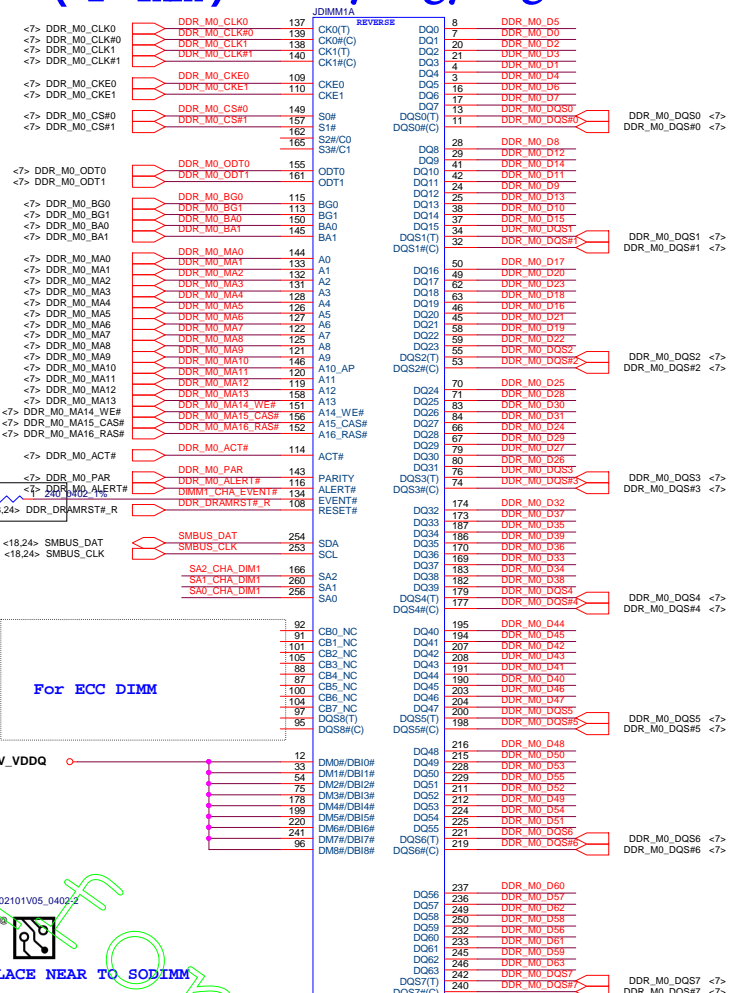 JDIMM1A
REVERSE
<7> DDR_M0_CLK0 DDR_M0_CLK0 137 CK0(T) DQ0 8 DDR_M0_D5
<7> DDR_M0_CLK#0 DDR_M0_CLK#0 139 CK0#(C) DQ1 7 DDR_M0_D0
<7> DDR_M0_CLK1 DDR_M0_CLK1 138 CK1(T) DQ2 20 DDR_M0_D2
<7> DDR_M0_CLK#1 DDR_M0_CLK#1 140 CK1#(C) DQ3 21 DDR_M0_D3
DQ4 4 DDR_M0_D1
<7> DDR_M0_CKE0 DDR_M0_CKE0 109 CKE0 DQ5 3 DDR_M0_D4
<7> DDR_M0_CKE1 DDR_M0_CKE1 110 CKE1 DQ6 16 DDR_M0_D6
DQ7 17 DDR_M0_D7
<7> DDR_M0_CS#0 DDR_M0_CS#0 149 S0# DQS0(T) 13 DDR_M0_DQS0 DDR_M0_DQS0 <7>
<7> DDR_M0_CS#1 DDR_M0_CS#1 157 S1# DQS0#(C) 11 DDR_M0_DQS#0 DDR_M0_DQS#0 <7>
162 S2#/C0
165 S3#/C1
DQ8 28 DDR_M0_D8
DQ9 29 DDR_M0_D12
<7> DDR_M0_ODT0 DDR_M0_ODT0 155 ODT0 DQ10 41 DDR_M0_D14
<7> DDR_M0_ODT1 DDR_M0_ODT1 161 ODT1 DQ11 42 DDR_M0_D11
DQ12 24 DDR_M0_D9
<7> DDR_M0_BG0 DDR_M0_BG0 115 BG0 DQ13 25 DDR_M0_D13
<7> DDR_M0_BG1 DDR_M0_BG1 113 BG1 DQ14 38 DDR_M0_D10
<7> DDR_M0_BA0 DDR_M0_BA0 150 BA0 DQ15 37 DDR_M0_D15
<7> DDR_M0_BA1 DDR_M0_BA1 145 BA1 DQS1(T) 34 DDR_M0_DQS1 DDR_M0_DQS1 <7>
DQS1#(C) 32 DDR_M0_DQS#1 DDR_M0_DQS#1 <7>
<7> DDR_M0_MA0 DDR_M0_MA0 144 A0
<7> DDR_M0_MA1 DDR_M0_MA1 133 A1 DQ16 50 DDR_M0_D17
<7> DDR_M0_MA2 DDR_M0_MA2 132 A2 DQ17 49 DDR_M0_D20
<7> DDR_M0_MA3 DDR_M0_MA3 131 A3 DQ18 62 DDR_M0_D23
<7> DDR_M0_MA4 DDR_M0_MA4 128 A4 DQ19 63 DDR_M0_D18
<7> DDR_M0_MA5 DDR_M0_MA5 126 A5 DQ20 46 DDR_M0_D16
<7> DDR_M0_MA6 DDR_M0_MA6 127 A6 DQ21 45 DDR_M0_D21
<7> DDR_M0_MA7 DDR_M0_MA7 122 A7 DQ22 58 DDR_M0_D19
<7> DDR_M0_MA8 DDR_M0_MA8 125 A8 DQ23 59 DDR_M0_D22
<7> DDR_M0_MA9 DDR_M0_MA9 121 A9 DQS2(T) 55 DDR_M0_DQS2 DDR_M0_DQS2 <7>
<7> DDR_M0_MA10 DDR_M0_MA10 146 A10_AP DQS2#(C) 53 DDR_M0_DQS#2 DDR_M0_DQS#2 <7>
<7> DDR_M0_MA11 DDR_M0_MA11 120 A11
<7> DDR_M0_MA12 DDR_M0_MA12 119 A12 DQ24 70 DDR_M0_D25
<7> DDR_M0_MA13 DDR_M0_MA13 158 A13 DQ25 71 DDR_M0_D28
<7> DDR_M0_MA14_WE# DDR_M0_MA14_WE# 151 A14_WE# DQ26 83 DDR_M0_D30
<7> DDR_M0_MA15_CAS# DDR_M0_MA15_CAS# 156 A15_CAS# DQ27 84 DDR_M0_D31
<7> DDR_M0_MA16_RAS# DDR_M0_MA16_RAS# 152 A16_RAS# DQ28 66 DDR_M0_D24
DQ29 67 DDR_M0_D29
<7> DDR_M0_ACT# DDR_M0_ACT# 114 ACT# DQ30 79 DDR_M0_D27
DQ31 80 DDR_M0_D26
<7> DDR_M0_PAR DDR_M0_PAR 143 PARITY DQS3(T) 76 DDR_M0_DQS3 DDR_M0_DQS3 <7>
<7> DDR_M0_ALERT# DDR_M0_ALERT# 116 ALERT# DQS3#(C) 74 DDR_M0_DQS#3 DDR_M0_DQS#3 <7>
1 240_0402_1% DIMM1_CHA_EVENT# 134 EVENT#
,24> DDR_DRAMRST#_R DDR_DRAMRST#_R 108 RESET# DQ32 174 DDR_M0_D32
DQ33 173 DDR_M0_D37
DQ34 187 DDR_M0_D35
<18,24> SMBUS_DAT SMBUS_DAT 254 SDA DQ35 186 DDR_M0_D39
<18,24> SMBUS_CLK SMBUS_CLK 253 SCL DQ36 170 DDR_M0_D36
DQ37 169 DDR_M0_D33
SA2_CHA_DIM1 166 SA2 DQ38 183 DDR_M0_D34
SA1_CHA_DIM1 260 SA1 DQ39 182 DDR_M0_D38
SA0_CHA_DIM1 256 SA0 DQS4(T) 179 DDR_M0_DQS4 DDR_M0_DQS4 <7>
DQS4#(C) 177 DDR_M0_DQS#4 DDR_M0_DQS#4 <7>
92 CB0_NC DQ40 195 DDR_M0_D44
91 CB1_NC DQ41 194 DDR_M0_D45
101 CB2_NC DQ42 207 DDR_M0_D42
105 CB3_NC DQ43 208 DDR_M0_D43
88 CB4_NC DQ44 191 DDR_M0_D41
87 CB5_NC DQ45 190 DDR_M0_D40
For ECC DIMM
100 CB6_NC DQ46 203 DDR_M0_D46
104 CB7_NC DQ47 204 DDR_M0_D47
97 DQS8(T) DQS5(T) 200 DDR_M0_DQS5 DDR_M0_DQS5 <7>
95 DQS8#(C) DQS5#(C) 198 DDR_M0_DQS#5 DDR_M0_DQS#5 <7>
V_VDDQ
12 DM0#/DBI0# DQ48 216 DDR_M0_D48
33 DM1#/DBI1# DQ49 215 DDR_M0_D50
54 DM2#/DBI2# DQ50 228 DDR_M0_D53
75 DM3#/DBI3# DQ51 229 DDR_M0_D55
178 DM4#/DBI4# DQ52 211 DDR_M0_D52
199 DM5#/DBI5# DQ53 212 DDR_M0_D49
220 DM6#/DBI6# DQ54 224 DDR_M0_D54
241 DM7#/DBI7# DQ55 225 DDR_M0_D51
96 DM8#/DBI8# DQS6(T) 221 DDR_M0_DQS6 DDR_M0_DQS6 <7>
DQS6#(C) 219 DDR_M0_DQS#6 DDR_M0_DQS#6 <7>
DQ56 237 DDR_M0_D60
02101V05_0402-2 DQ57 236 DDR_M0_D57
DQ58 249 DDR_M0_D62
@ DQ59 250 DDR_M0_D58
DQ60 232 DDR_M0_D56
DQ61 233 DDR_M0_D61
DQ62 245 DDR_M0_D59
DQ63 246 DDR_M0_D63
LACE NEAR TO SODIMM
DQS7(T) 242 DDR_M0_DQS7 DDR_M0_DQS7 <7>
DQS7#(C) 240 DDR_M0_DQS#7 DDR_M0_DQS#7 <7>